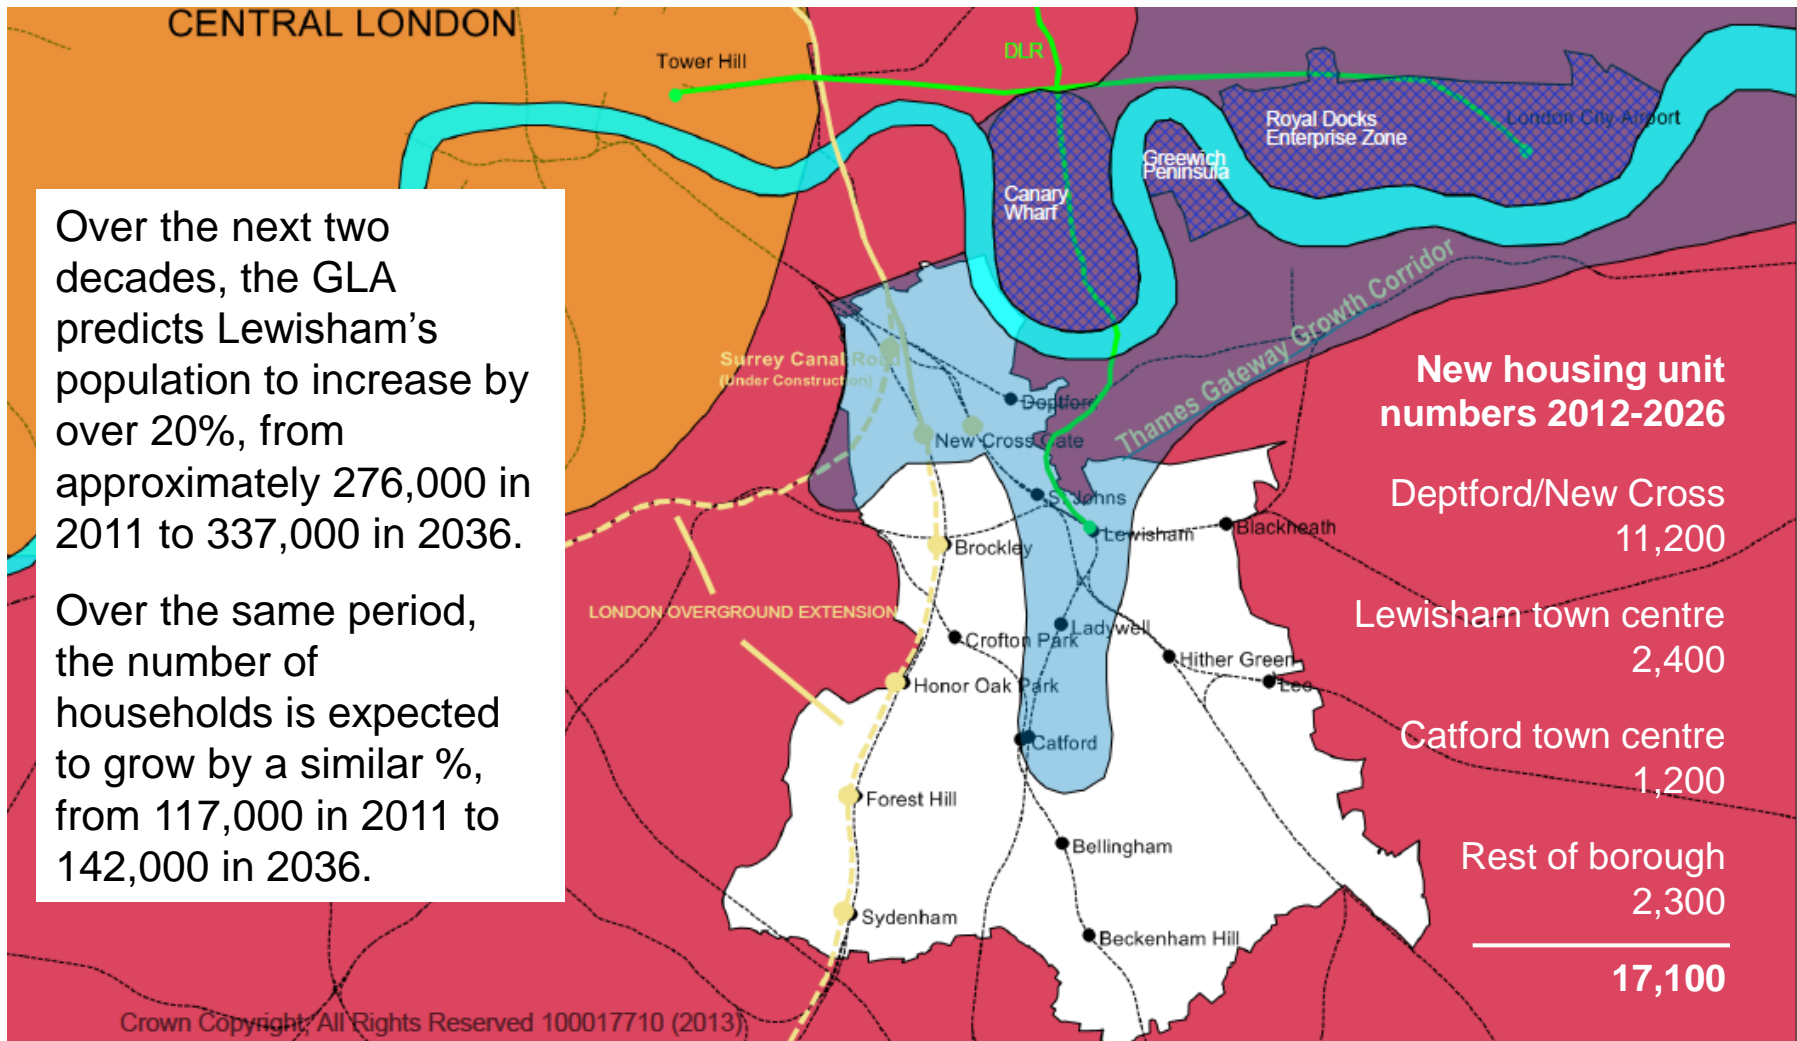 CENTRAL LONDON
Tower Hill
DLR
Royal Docks
Enterprise Zone
London City Airport
Greewich
Peninsula
Canary
Wharf
Over the next two
decades, the GLA
predicts Lewisham’s
population to increase by
over 20%, from
approximately 276,000 in
2011 to 337,000 in 2036.
Over the same period,
the number of
households is expected
to grow by a similar %,
from 117,000 in 2011 to
142,000 in 2036.
Thames Gateway Growth Corridor
Surrey Canal Road
(Under Construction)
Deptford
New Cross Gate
St Johns
Lewisham
Blackheath
Brockley
LONDON OVERGROUND EXTENSION
Crofton Park
Ladywell
Hither Green
Lee
Honor Oak Park
Catford
Forest Hill
Bellingham
Sydenham
Beckenham Hill
New housing unit
numbers 2012-2026
Deptford/New Cross
11,200
Lewisham town centre
2,400
Catford town centre
1,200
Rest of borough
2,300
17,100
Crown Copyright, All Rights Reserved 100017710 (2013)